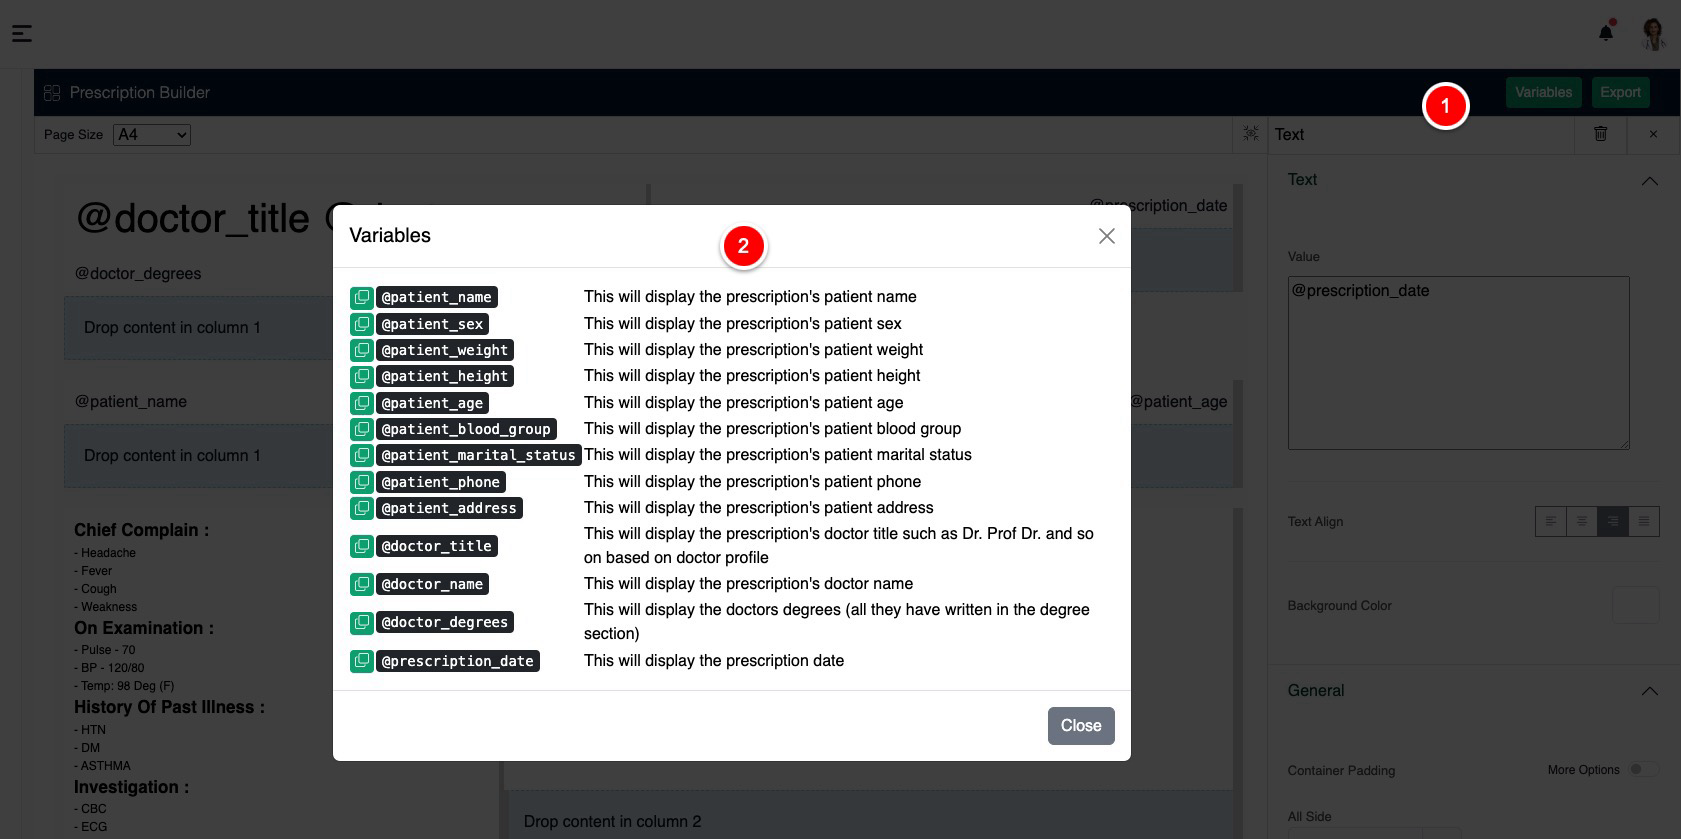 Prescription Builder
Variables
Export
1
Page Size
A4
Text
×
@doctor_title
@prescription_date
@doctor_degrees
Drop content in column 1
@patient_name
@patient_age
Drop content in column 1
Chief Complain :
- Headache
- Fever
- Cough
- Weakness
On Examination :
- Pulse - 70
- BP - 120/80
- Temp: 98 Deg (F)
History Of Past Illness :
- HTN
- DM
- ASTHMA
Investigation :
- CBC
- ECG
Drop content in column 2
Variables
2
@patient_name This will display the prescription's patient name
@patient_sex This will display the prescription's patient sex
@patient_weight This will display the prescription's patient weight
@patient_height This will display the prescription's patient height
@patient_age This will display the prescription's patient age
@patient_blood_group This will display the prescription's patient blood group
@patient_marital_status This will display the prescription's patient marital status
@patient_phone This will display the prescription's patient phone
@patient_address This will display the prescription's patient address
@doctor_title This will display the prescription's doctor title such as Dr. Prof Dr. and so
on based on doctor profile
@doctor_name This will display the prescription's doctor name
@doctor_degrees This will display the doctors degrees (all they have written in the degree
section)
@prescription_date This will display the prescription date
Close
Text
Value
@prescription_date
Text Align
Background Color
General
Container Padding
More Options
All Side